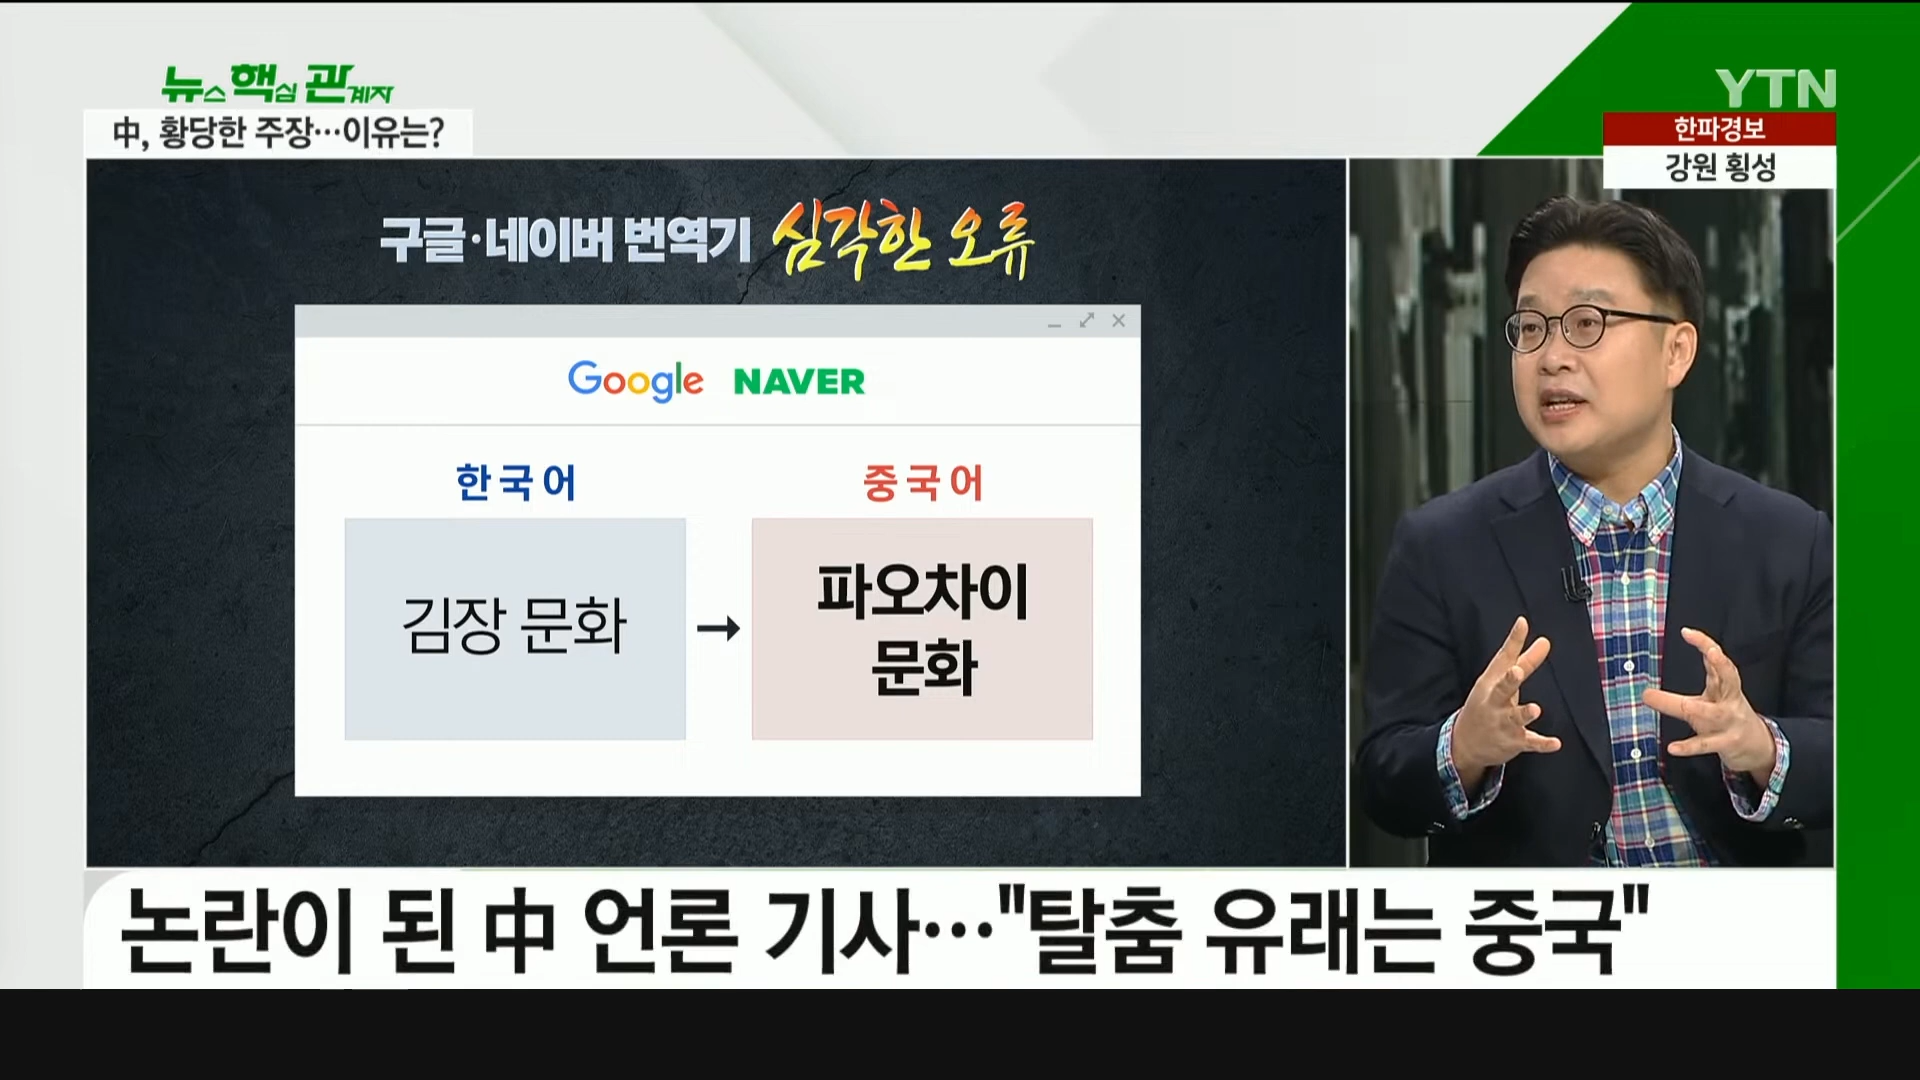 뉴스 핵심 관계자
YTN
中, 황당한 주장…이유는?
한파경보
강원 횡성
구글·네이버 번역기 심각한 오류
Google NAVER
한국어
중국어
김장 문화
→
파오차이
문화
논란이 된 中 언론 기사…"탈춤 유래는 중국"